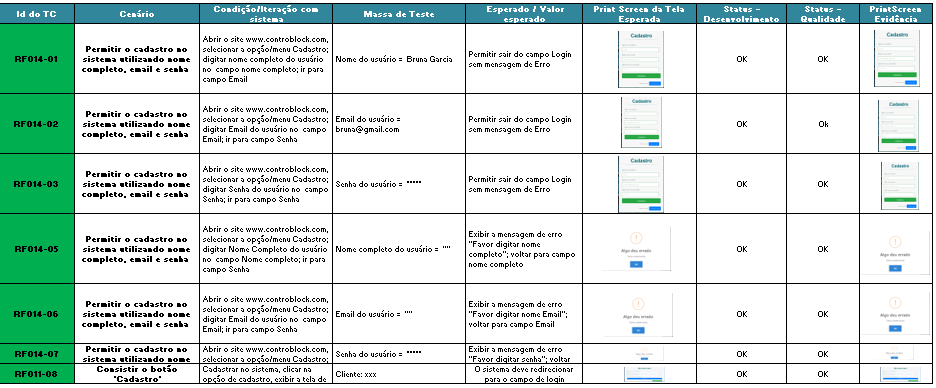 Id do TC
Cenário
Condição/Iteração com
sistema
Massa de Teste
Esperado / Valor
esperado
Print Screen da Tela
Esperada
Status -
Desenvolvimento
Status -
Qualidade
PrintScreen
Evidência
RF014-01
Permitir o cadastro no
sistema utilizando nome
completo, email e senha
Abrir o site www.controblock.com,
selecionar a opção/menu Cadastro;
digitar nome completo do usuário
no campo nome completo; ir para
campo Email
Nome do usuário = Bruna Garcia
Permitir sair do campo Login
sem mensagem de Erro
Cadastro
OK
OK
Cadastro
RF014-02
Permitir o cadastro no
sistema utilizando nome
completo, email e senha
Abrir o site www.controblock.com,
selecionar a opção/menu Cadastro;
digitar Email do usuário no campo
Email; ir para campo Senha
Email do usuário =
bruna@gmail.com
Permitir sair do campo Login
sem mensagem de Erro
Cadastro
OK
Ok
Cadastro
RF014-03
Permitir o cadastro no
sistema utilizando nome
completo, email e senha
Abrir o site www.controblock.com,
selecionar a opção/menu Cadastro;
digitar Senha do usuário no campo
Senha; ir para campo Senha
Senha do usuário = *****
Permitir sair do campo Login
sem mensagem de Erro
Cadastro
OK
OK
Cadastro
RF014-05
Permitir o cadastro no
sistema utilizando nome
completo, email e senha
Abrir o site www.controblock.com,
selecionar a opção/menu Cadastro;
digitar Nome Completo do usuário
no campo Nome completo; ir para
campo Senha
Nome completo do usuário = ""
Exibir a mensagem de erro
"Favor digitar nome
completo"; voltar para campo
nome completo
Algo deu errado
OK
OK
Algo deu errado
RF014-06
Permitir o cadastro no
sistema utilizando nome
completo, email e senha
Abrir o site www.controblock.com,
selecionar a opção/menu Cadastro;
digitar Email do usuário no campo
Email; ir para campo Senha
Email do usuário = ""
Exibir a mensagem de erro
"Favor digitar nome Email";
voltar para campo Email
Algo deu errado
OK
OK
Algo deu errado
RF014-07
Permitir o cadastro no
sistema utilizando nome
Abrir o site www.controblock.com,
selecionar a opção/menu Cadastro;
Senha do usuário = *****
Exibir a mensagem de erro
"Favor digitar senha"; voltar
OK
OK
RF011-08
Consistir o botão
"Cadastro"
Cadastrar no sistema, clicar na
opção de cadastro, exibir a tela de
Cliente: xxx
O sistema deve redirecionar
para o campo de login
OK
OK